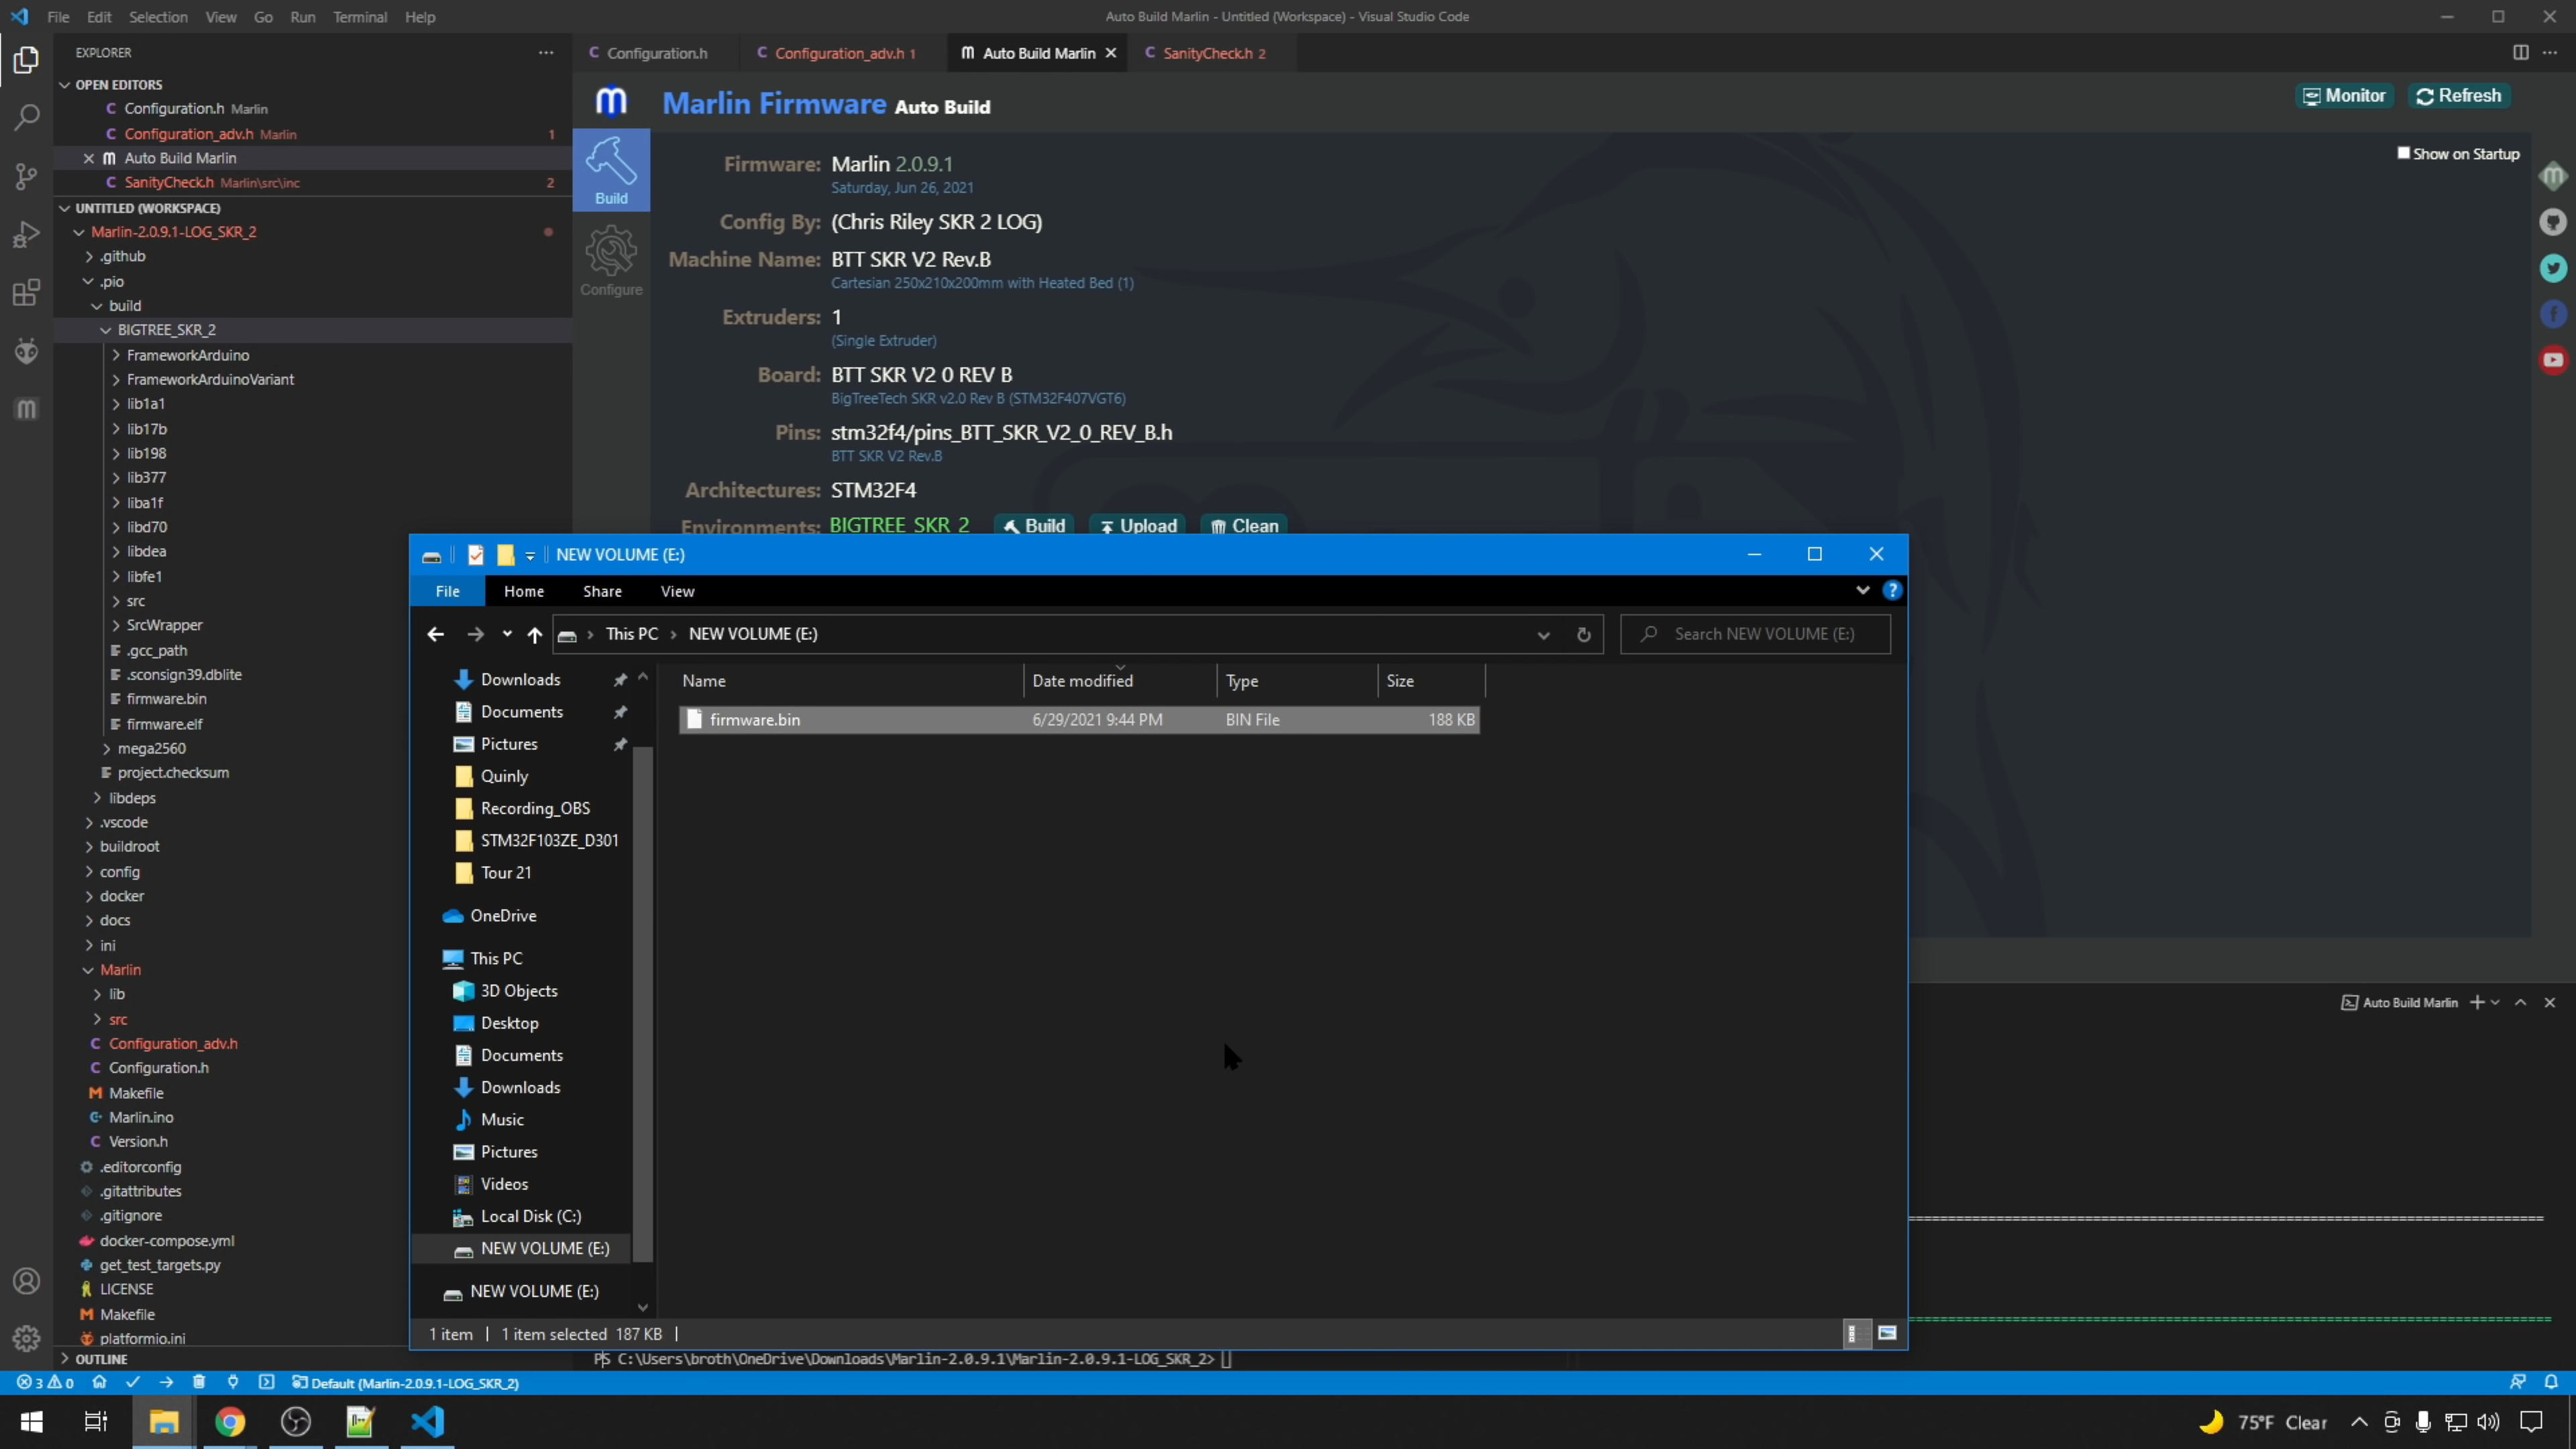 File Edit Selection View Go Run Terminal Help
Auto Build Marlin - Untitled (Workspace) - Visual Studio Code
EXPLORER
OPEN EDITORS
Configuration.h Marlin
Configuration_adv.h Marlin 1
Auto Build Marlin
SanityCheck.h Marlin\src\inc 2
UNTITLED (WORKSPACE)
Marlin-2.0.9.1-LOG_SKR_2
.github
.pio
build
BIGTREE_SKR_2
FrameworkArduino
FrameworkArduinoVariant
lib1a1
lib17b
lib198
lib377
liba1f
libd70
libdea
libfe1
src
SrcWrapper
.gcc_path
.sconsign39.dblite
firmware.bin
firmware.elf
mega2560
project.checksum
libdeps
.vscode
buildroot
config
docker
docs
ini
Marlin
lib
src
Configuration_adv.h
Configuration.h
Makefile
Marlin.ino
Version.h
.editorconfig
.gitattributes
.gitignore
docker-compose.yml
get_test_targets.py
LICENSE
Makefile
platformio.ini
OUTLINE
Configuration.h Configuration_adv.h 1 Auto Build Marlin SanityCheck.h 2
Marlin Firmware Auto Build
Monitor Refresh
Show on Startup
Build
Configure
Firmware: Marlin 2.0.9.1
Saturday, Jun 26, 2021
Config By: (Chris Riley SKR 2 LOG)
Machine Name: BTT SKR V2 Rev.B
Cartesian 250x210x200mm with Heated Bed (1)
Extruders: 1
(Single Extruder)
Board: BTT SKR V2 0 REV B
BigTreeTech SKR v2.0 Rev B (STM32F407VGT6)
Pins: stm32f4/pins_BTT_SKR_V2_0_REV_B.h
BTT SKR V2 Rev.B
Architectures: STM32F4
Environments: BIGTREE_SKR_2 Build Upload Clean
NEW VOLUME (E:)
File Home Share View
This PC NEW VOLUME (E:)
Search NEW VOLUME (E:)
Downloads
Documents
Pictures
Quinly
Recording_OBS
STM32F103ZE_D301
Tour 21
OneDrive
This PC
3D Objects
Desktop
Documents
Downloads
Music
Pictures
Videos
Local Disk (C:)
NEW VOLUME (E:)
NEW VOLUME (E:)
Name Date modified Type Size
firmware.bin 6/29/2021 9:44 PM BIN File 188 KB
1 item 1 item selected 187 KB
Auto Build Marlin
PS C:\Users\broth\OneDrive\Downloads\Marlin-2.0.9.1\Marlin-2.0.9.1-LOG_SKR_2>
3 0 Default (Marlin-2.0.9.1-LOG_SKR_2)
75°F Clear